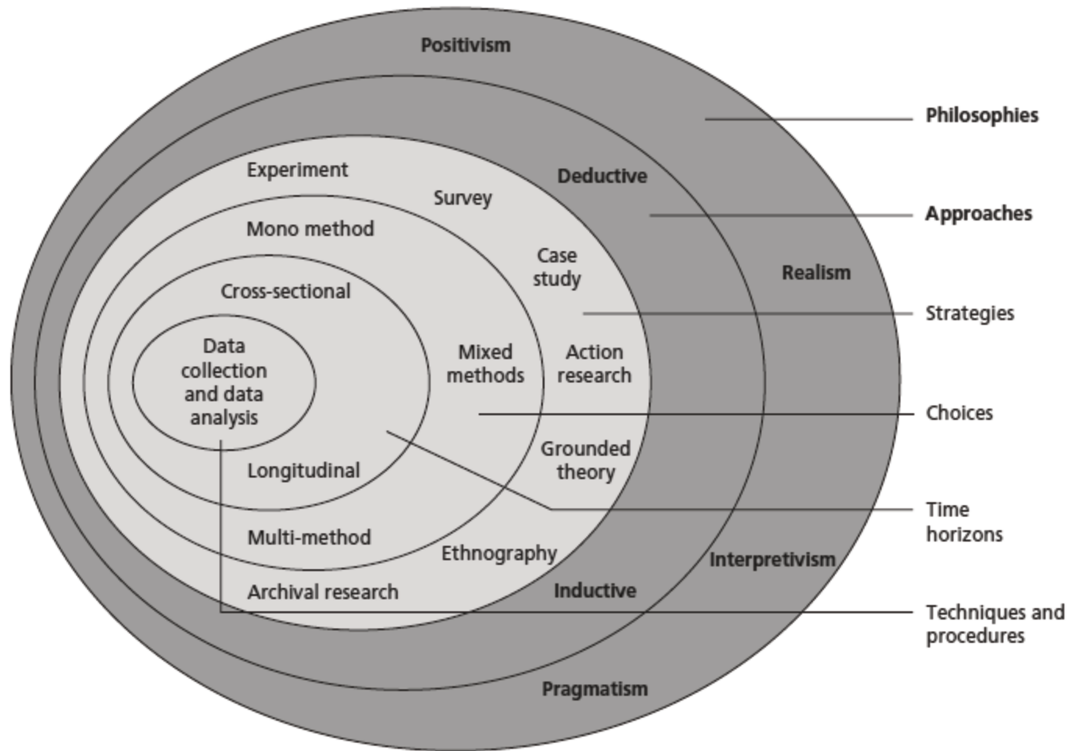 Positivism
Philosophies
Experiment
Deductive
Survey
Approaches
Mono method
Case
study
Realism
Cross-sectional
Strategies
Data
collection
and data
analysis
Mixed
methods
Action
research
Choices
Grounded
theory
Longitudinal
Time
horizons
Multi-method
Ethnography
Interpretivism
Archival research
Inductive
Techniques and
procedures
Pragmatism